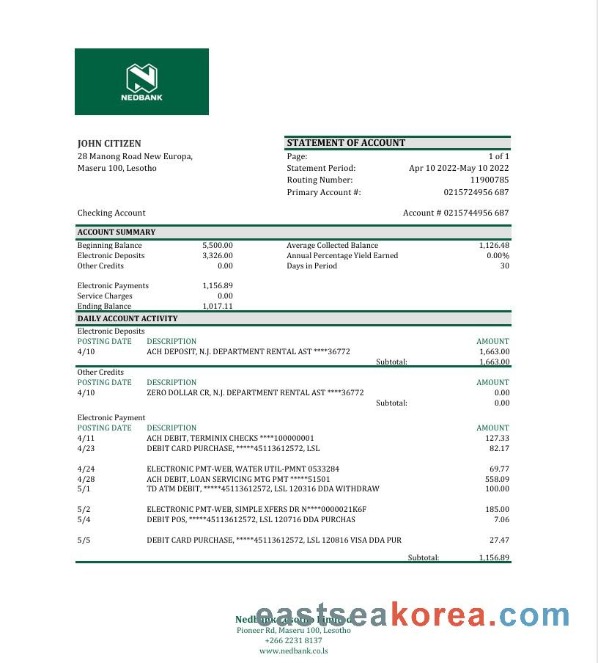 NEDBANK
JOHN CITIZEN
28 Manong Road New Europa,
Maseru 100, Lesotho
STATEMENT OF ACCOUNT
Page: 1 of 1
Statement Period: Apr 10 2022-May 10 2022
Routing Number: 11900785
Primary Account #: 0215724956 687
Checking Account Account # 0215744956 687
ACCOUNT SUMMARY
Beginning Balance 5,500.00 Average Collected Balance 1,126.48
Electronic Deposits 3,326.00 Annual Percentage Yield Earned 0.00%
Other Credits 0.00 Days in Period 30
Electronic Payments 1,156.89
Service Charges 0.00
Ending Balance 1,017.11
DAILY ACCOUNT ACTIVITY
Electronic Deposits
POSTING DATE DESCRIPTION AMOUNT
4/10 ACH DEPOSIT, N.J. DEPARTMENT RENTAL AST ****36772 1,663.00
Subtotal: 1,663.00
Other Credits
POSTING DATE DESCRIPTION AMOUNT
4/10 ZERO DOLLAR CR, N.J. DEPARTMENT RENTAL AST ****36772 0.00
Subtotal: 0.00
Electronic Payment
POSTING DATE DESCRIPTION AMOUNT
4/11 ACH DEBIT, TERMINIX CHECKS ****100000001 127.33
4/23 DEBIT CARD PURCHASE, *****45113612572, LSL 82.17
4/24 ELECTRONIC PMT-WEB, WATER UTIL-PMNT 0533284 69.77
4/28 ACH DEBIT, LOAN SERVICING MTG PMT *****51501 558.09
5/1 TD ATM DEBIT, *****45113612572, LSL 120316 DDA WITHDRAW 100.00
5/2 ELECTRONIC PMT-WEB, SIMPLE XFERS DR N****0000021K6F 185.00
5/4 DEBIT POS, *****45113612572, LSL 120716 DDA PURCHAS 7.06
5/5 DEBIT CARD PURCHASE, *****45113612572, LSL 120816 VISA DDA PUR 27.47
Subtotal: 1,156.89
Nedbank Lesotho Limited
eastseakorea.com
Pioneer Rd, Maseru 100, Lesotho
+266 2231 8137
www.nedbank.co.ls